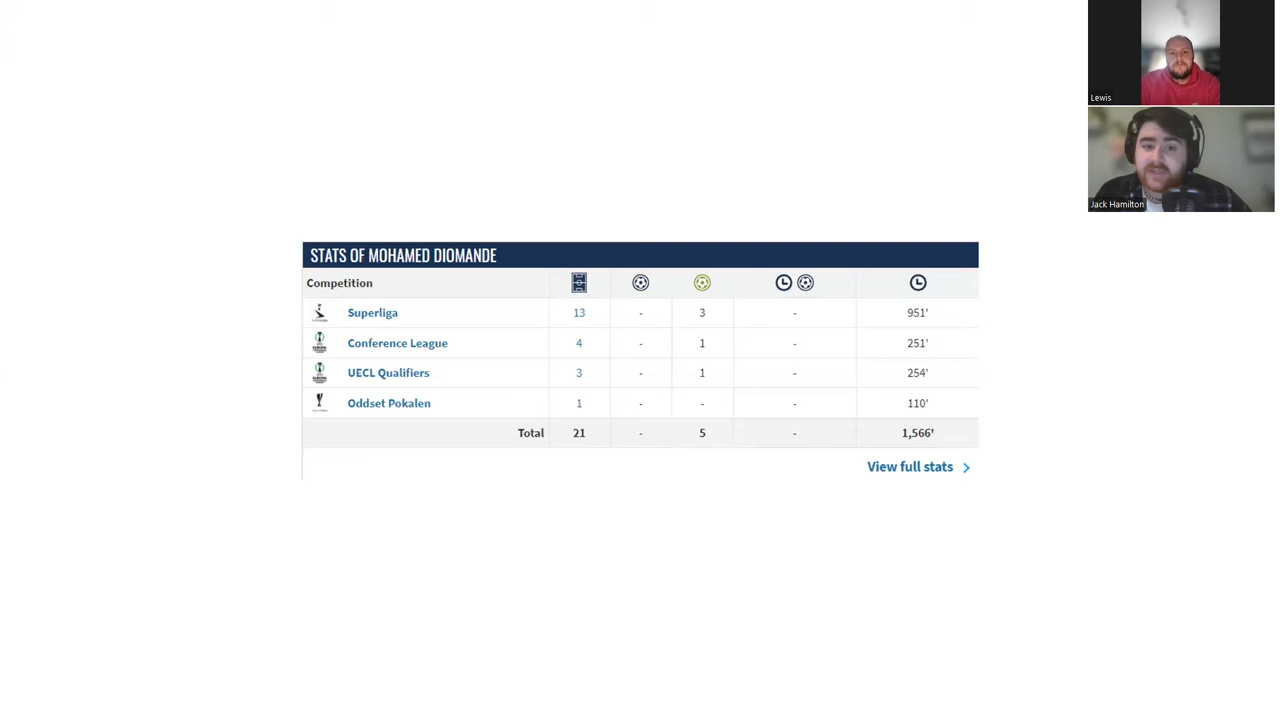 Lewis
Jack Hamilton
STATS OF MOHAMED DIOMANDE
Competition
Superliga 13 - 3 - 951'
Conference League 4 - 1 - 251'
UECL Qualifiers 3 - 1 - 254'
Oddset Pokalen 1 - - - 110'
Total 21 - 5 - 1,566'
View full stats